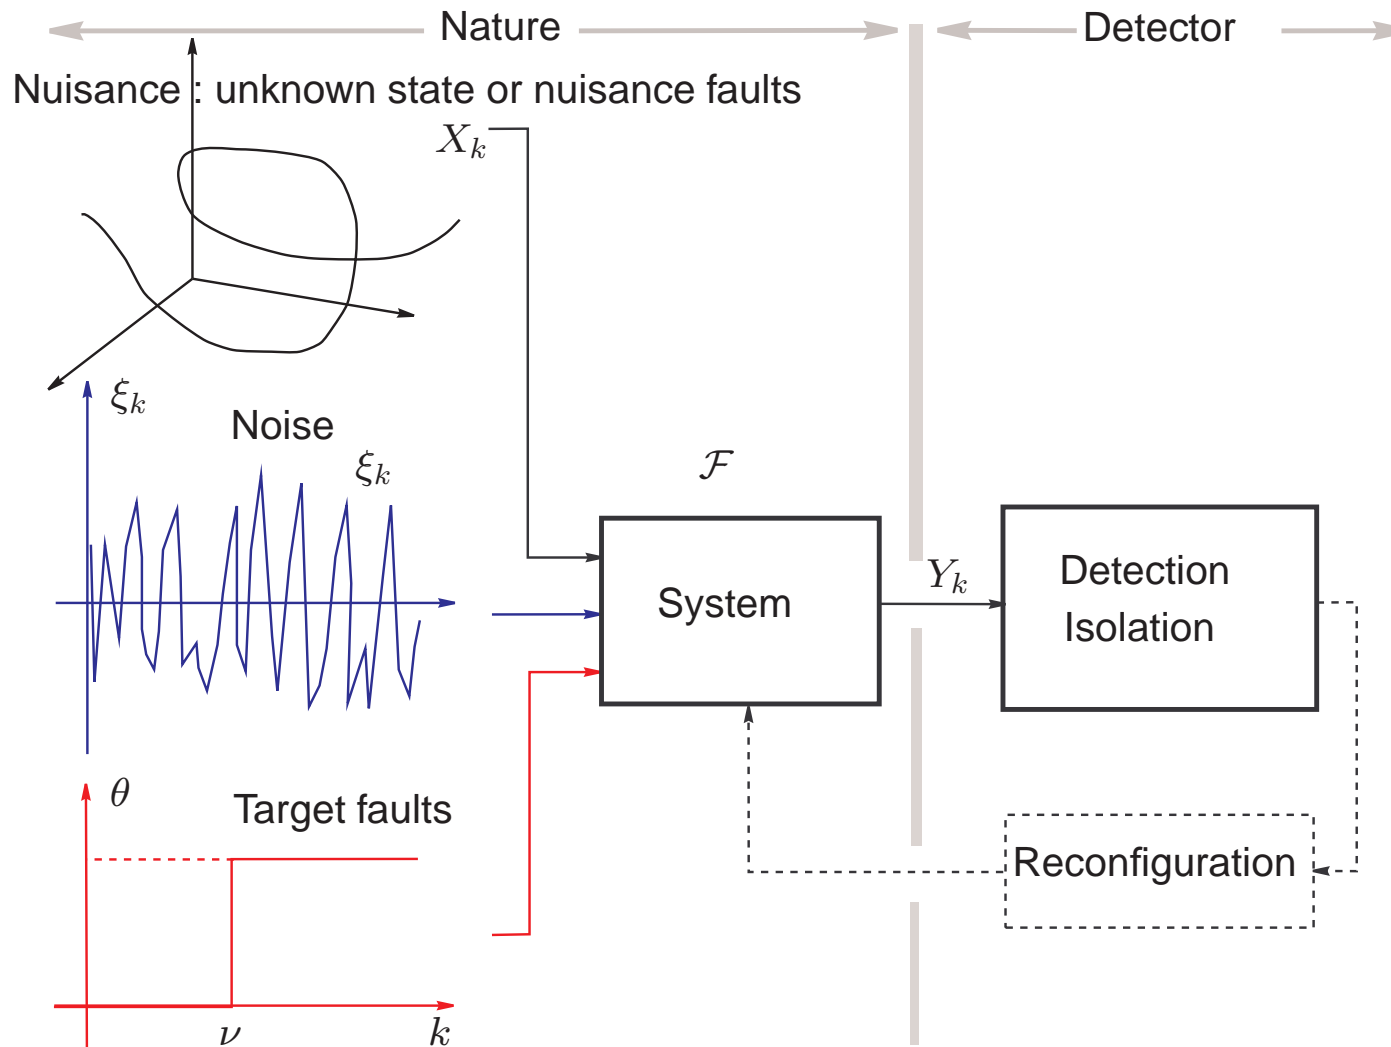 Nature
Detector
Nuisance : unknown state or nuisance faults
X_k
ξ_k
Noise
ξ_k
ℱ
System
Y_k
Detection
Isolation
θ
Target faults
Reconfiguration
ν
k